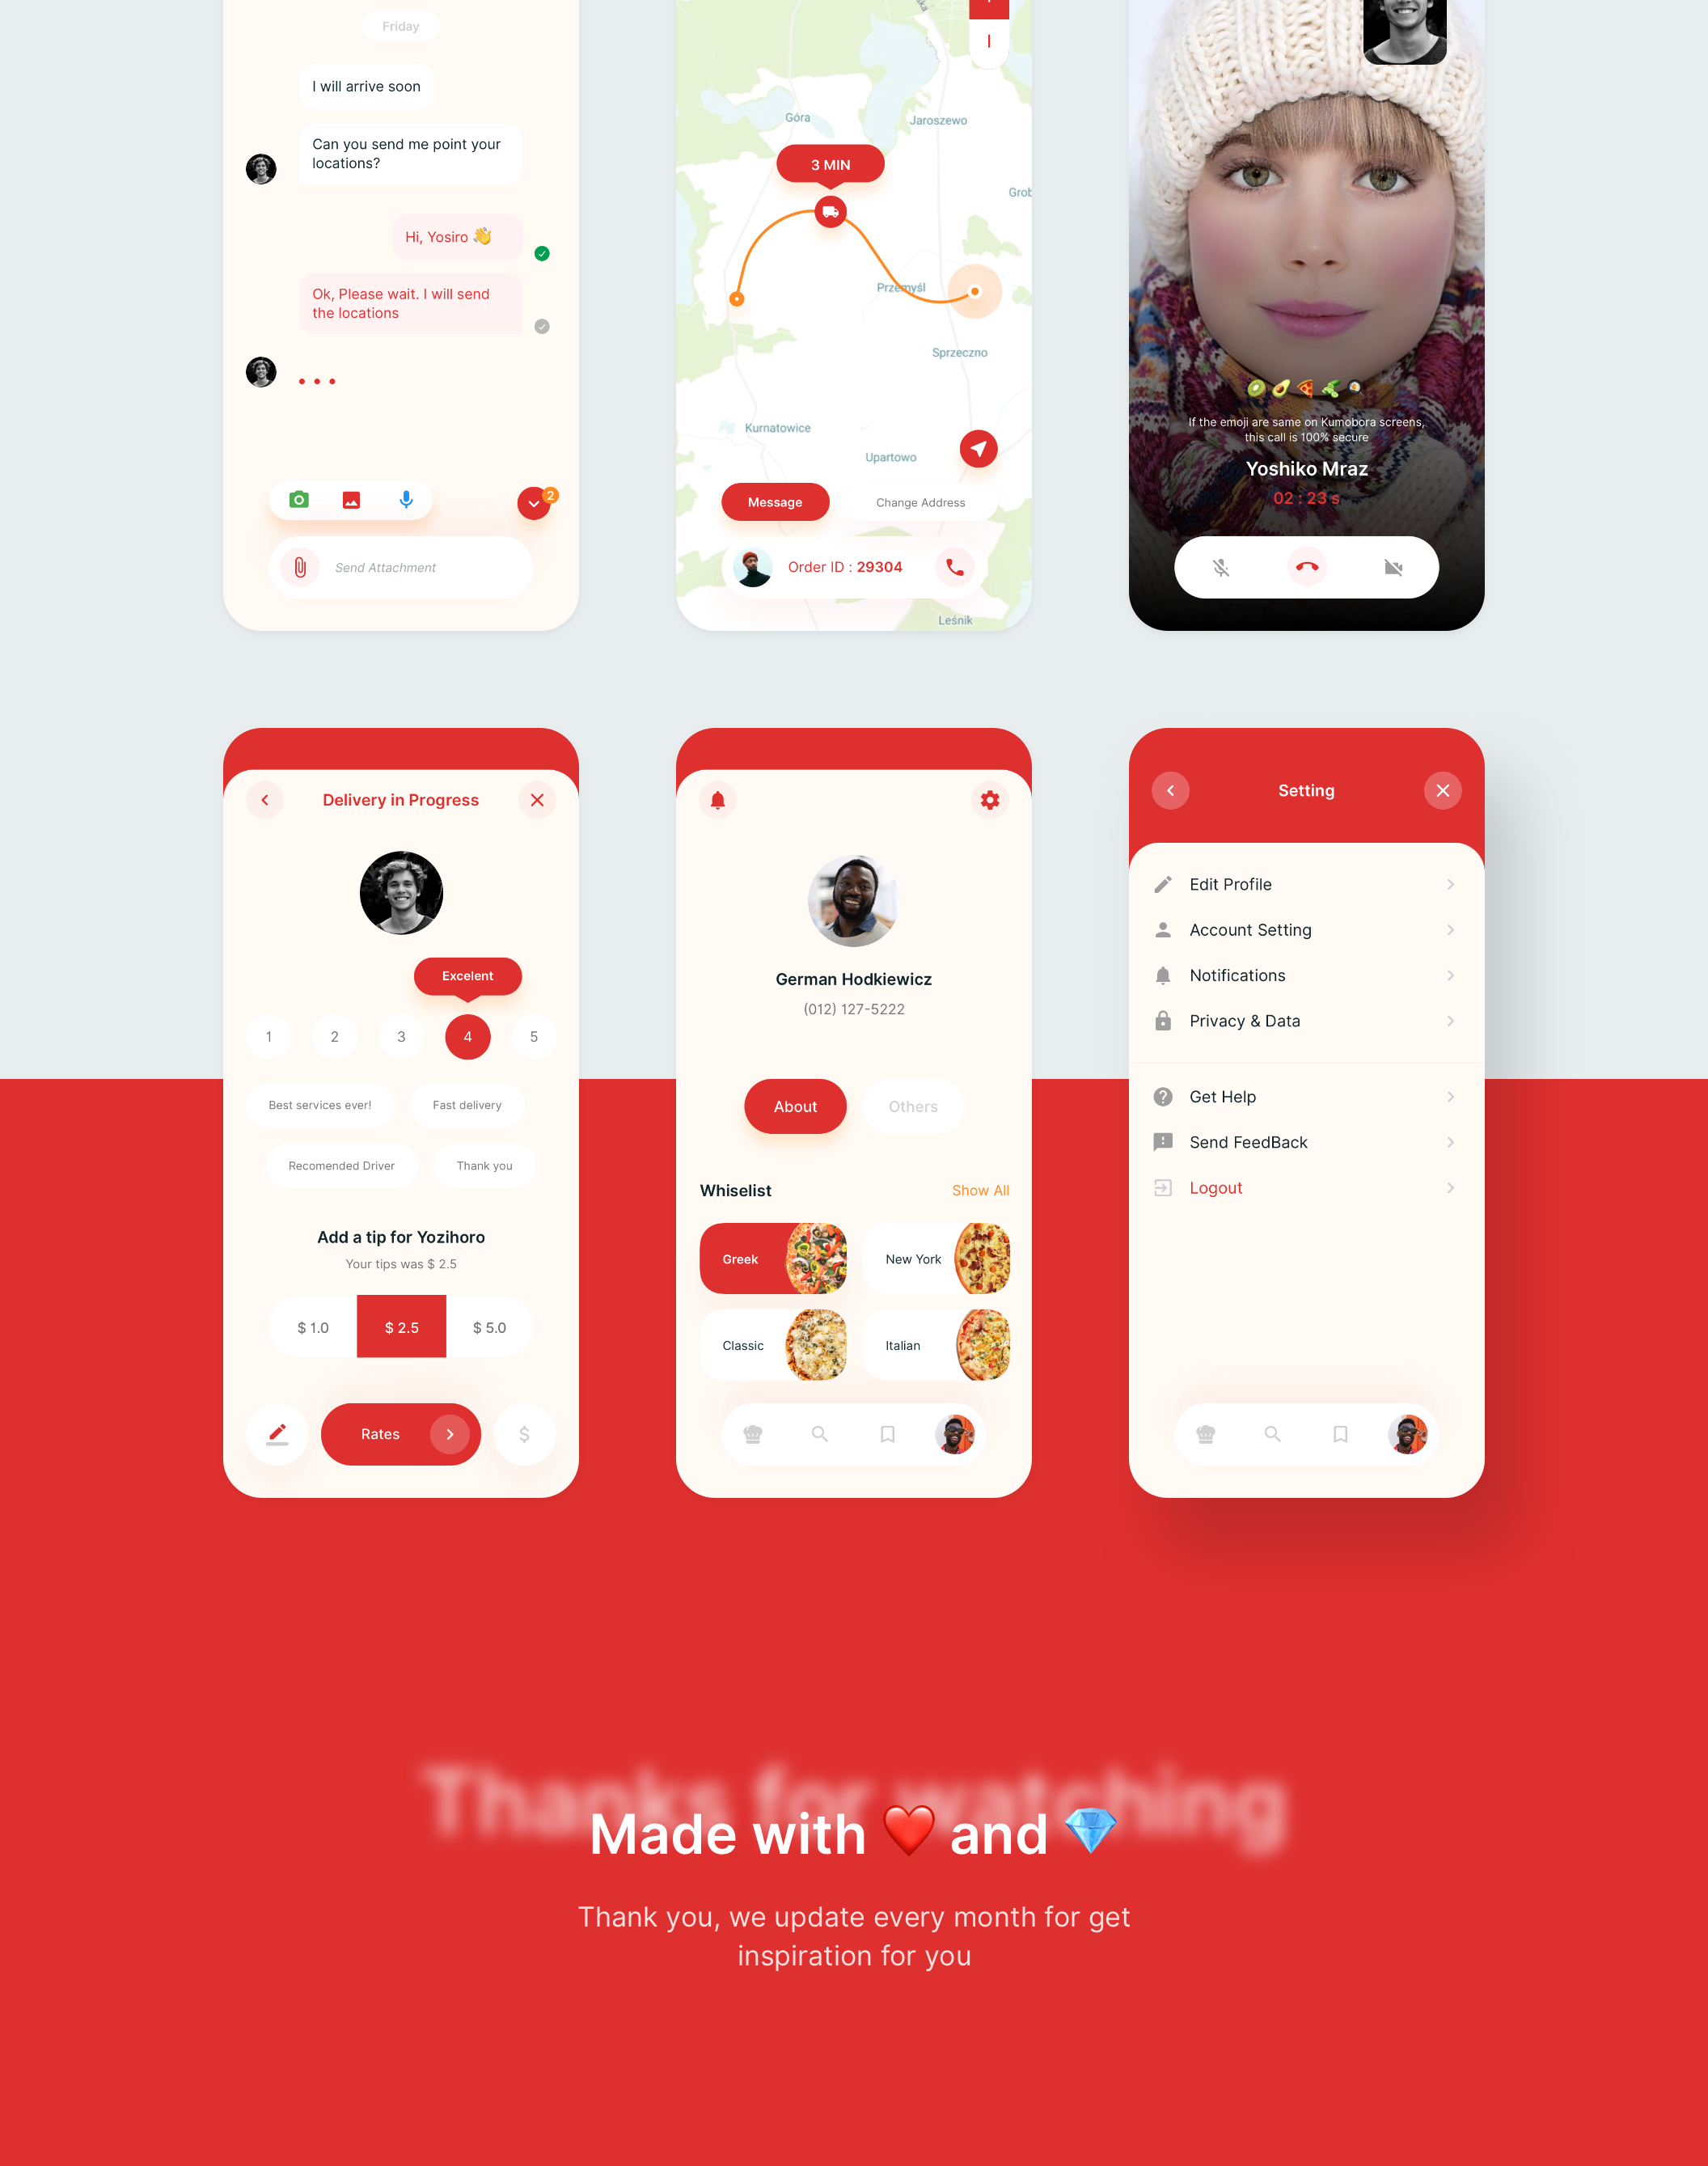 Friday
I will arrive soon
Can you send me point your
locations?
Hi, Yosiro 👋
Ok, Please wait. I will send
the locations
2
Send Attachment
Góra
Jaroszewo
3 MIN
Przemyśl
Sprzeczno
Kurnatowice
Upartowo
Message
Change Address
Order ID : 29304
Leśnik
If the emoji are same on Kumobora screens,
this call is 100% secure
Yoshiko Mraz
02 : 23 s
Delivery in Progress
Excelent
1 2 3 4 5
Best services ever!
Fast delivery
Recomended Driver
Thank you
Add a tip for Yozihoro
Your tips was $ 2.5
$ 1.0
$ 2.5
$ 5.0
Rates
$
German Hodkiewicz
(012) 127-5222
About
Others
Whiselist
Show All
Greek
New York
Classic
Italian
Setting
Edit Profile
Account Setting
Notifications
Privacy & Data
Get Help
Send FeedBack
Logout
Thanks for watching
Made with ❤️ and 💎
Thank you, we update every month for get
inspiration for you